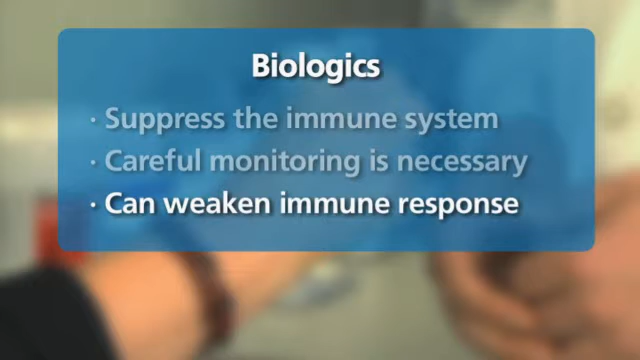 Biologics
· Suppress the immune system
· Careful monitoring is necessary
· Can weaken immune response